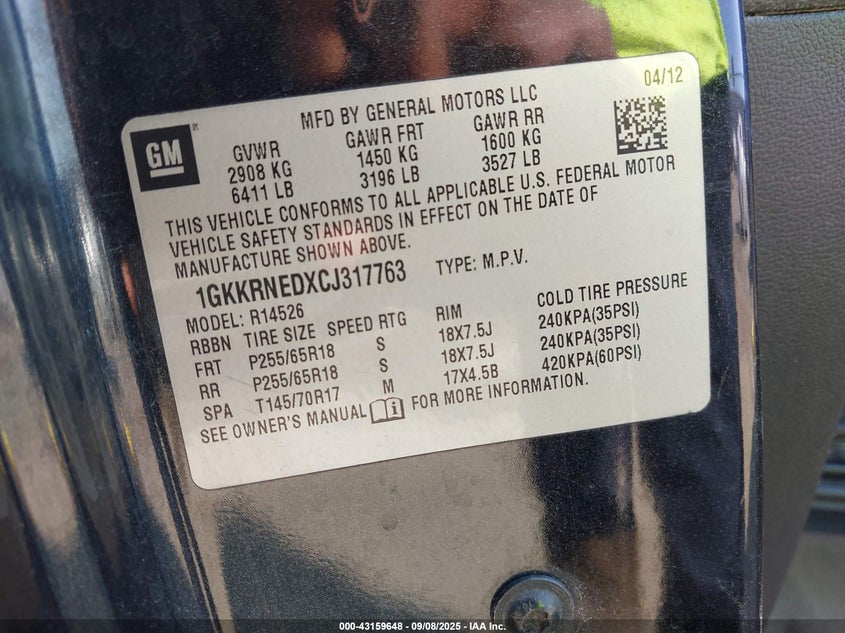 04/12
MFD BY GENERAL MOTORS LLC
GM
®
GVWR GAWR FRT GAWR RR
2908 KG 1450 KG 1600 KG
6411 LB 3196 LB 3527 LB
THIS VEHICLE CONFORMS TO ALL APPLICABLE U.S. FEDERAL MOTOR
VEHICLE SAFETY STANDARDS IN EFFECT ON THE DATE OF
MANUFACTURE SHOWN ABOVE.
1GKKRNEDXCJ317763 TYPE: M.P.V.
MODEL: R14526
RBBN TIRE SIZE SPEED RTG RIM COLD TIRE PRESSURE
FRT P255/65R18 S 18X7.5J 240KPA(35PSI)
RR P255/65R18 S 18X7.5J 240KPA(35PSI)
SPA T145/70R17 M 17X4.5B 420KPA(60PSI)
SEE OWNER'S MANUAL FOR MORE INFORMATION.
000-43159648 - 09/08/2025 - IAA Inc.